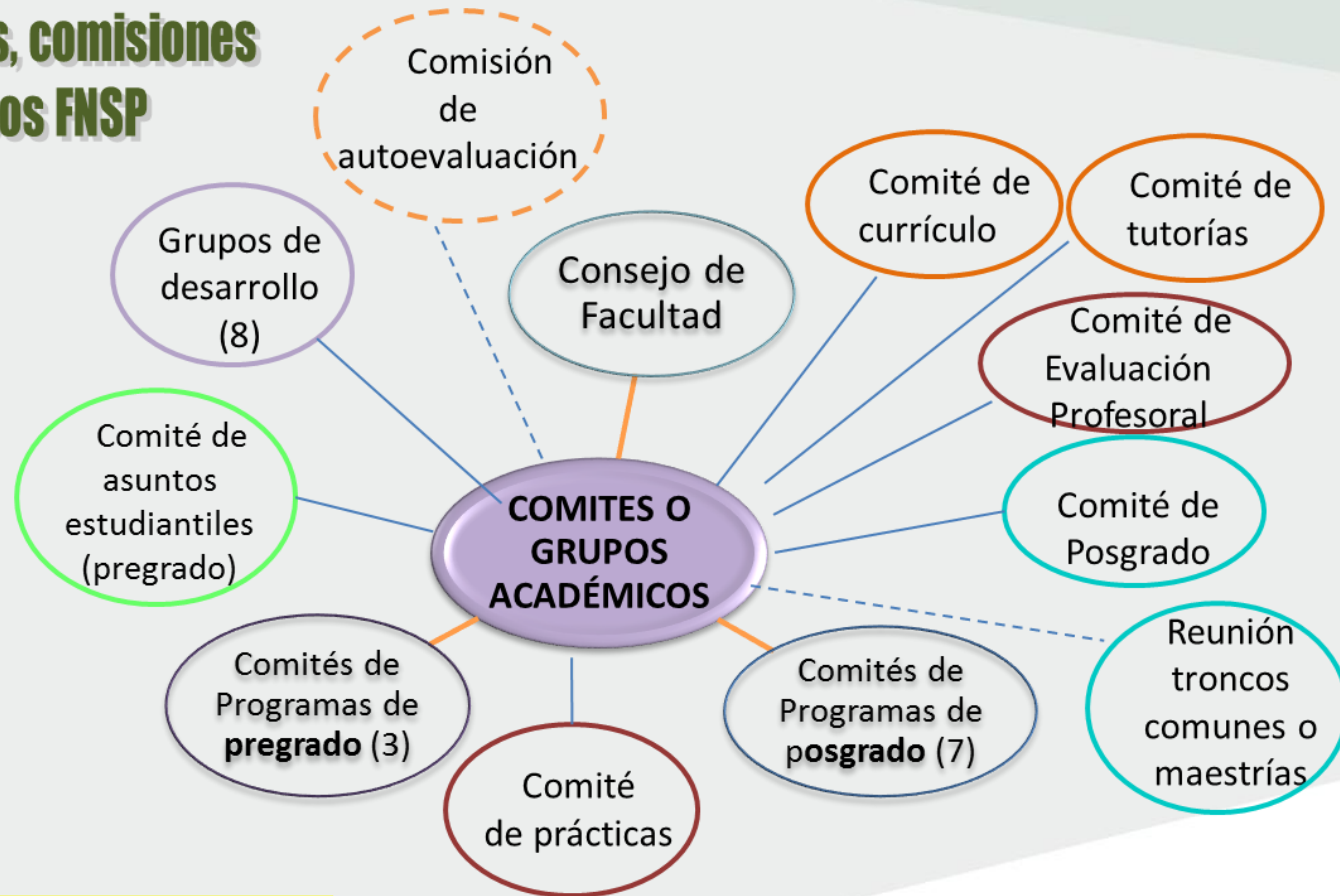 s, comisiones
os FNSP
Comisión
de
autoevaluación
Grupos de
desarrollo
(8)
Consejo de
Facultad
Comité de
currículo
Comité de
tutorías
Comité de
Evaluación
Profesoral
Comité de
asuntos
estudiantiles
(pregrado)
COMITES O
GRUPOS
ACADÉMICOS
Comité de
Posgrado
Comités de
Programas de
pregrado (3)
Comité
de prácticas
Comités de
Programas de
posgrado (7)
Reunión
troncos
comunes o
maestrías